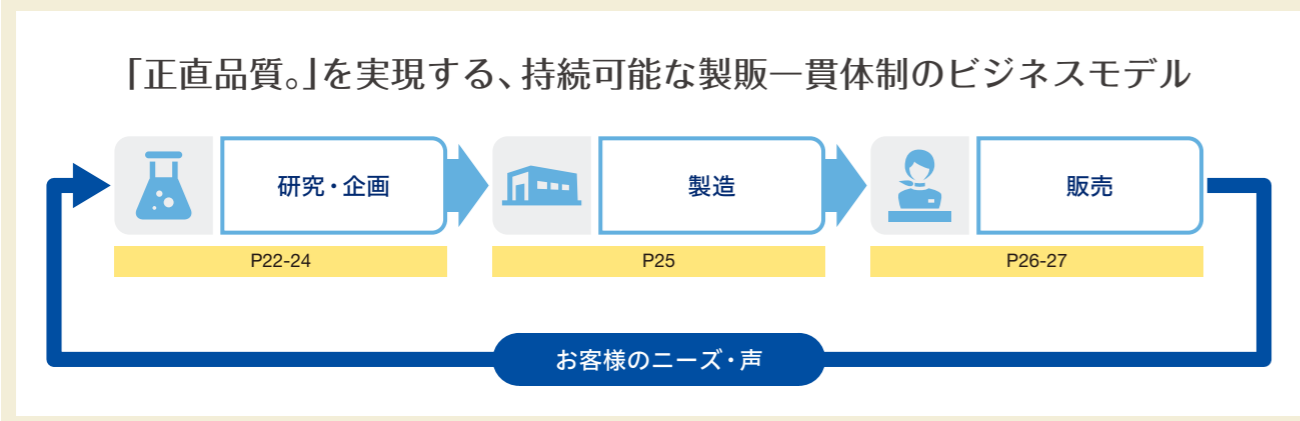 「正直品質。」を実現する、持続可能な製販一貫体制のビジネスモデル
研究・企画
製造
販売
P22-24
P25
P26-27
お客様のニーズ・声